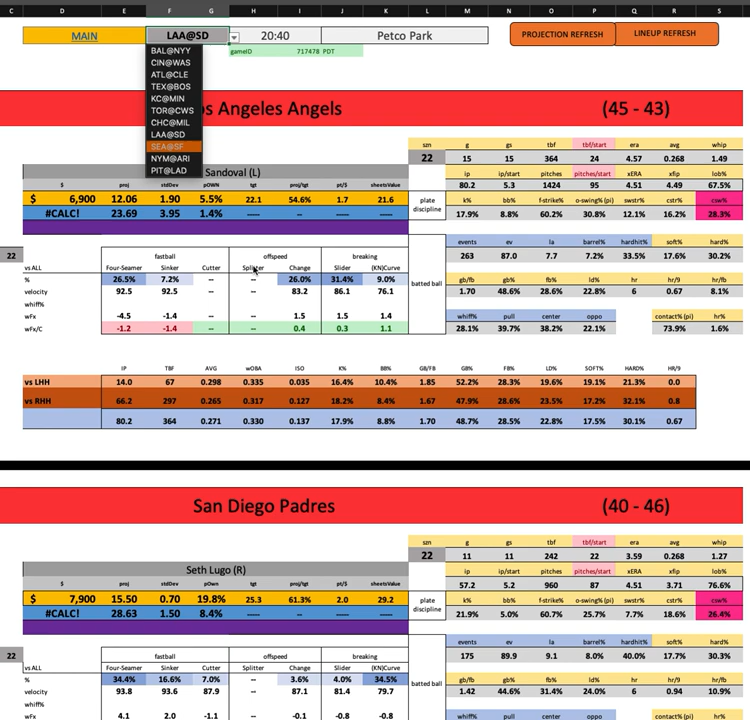 C D E F G H I J K L M N O P Q R S
MAIN LAA@SD 20:40 Petco Park PROJECTION REFRESH LINEUP REFRESH
gameID 717478 PDT
BAL@NYY
CIN@WAS
ATL@CLE
TEX@BOS
KC@MIN
TOR@CWS
CHC@MIL
LAA@SD
SEA@SF
NYM@ARI
PIT@LAD
os Angeles Angels (45 - 43)
szn g gs tbf tbf/start era avg whip
22 15 15 364 24 4.57 0.268 1.49
Sandoval (L) ip ip/start pitches pitches/start xERA xfip lob%
$ proj stdDev pOWN tgt proj/tgt pt/$ sheetsValue 80.2 5.3 1424 95 4.51 4.49 67.5%
$ 6,900 12.06 1.90 5.5% 22.1 54.6% 1.7 21.6 plate discipline k% bb% f-strike% o-swing% (pi) swstr% cstr% csw%
#CALC! 23.69 3.95 1.4% ---- -- ---- -- 17.9% 8.8% 60.2% 30.8% 12.1% 16.2% 28.3%
events ev la barrel% hardhit% soft% hard%
22 fastball offspeed breaking 263 87.0 7.7 7.2% 33.5% 17.6% 30.2%
vs ALL Four-Seamer Sinker Cutter Splitter Change Slider (KN)Curve
% 26.5% 7.2% -- -- 26.0% 31.4% 9.0% batted ball gb/fb gb% fb% ld% hr hr/9 hr/fb
velocity 92.5 92.5 -- -- 83.2 86.1 76.1 1.70 48.6% 28.6% 22.8% 6 0.67 8.1%
whiff%
wFx -4.5 -1.4 -- -- 1.5 1.5 1.4 whiff% pull center oppo contact% (pi) hr%
wFx/C -1.2 -1.4 -- -- 0.4 0.3 1.1 28.1% 39.7% 38.2% 22.1% 73.9% 1.6%
IP TBF AVG wOBA ISO K% BB% GB/FB GB% FB% LD% SOFT% HARD% HR/9
vs LHH 14.0 67 0.298 0.335 0.035 16.4% 10.4% 1.85 52.2% 28.3% 19.6% 19.1% 21.3% 0.0
vs RHH 66.2 297 0.265 0.317 0.127 18.2% 8.4% 1.67 47.9% 28.6% 23.5% 17.2% 32.1% 0.8
80.2 364 0.271 0.330 0.137 17.9% 8.8% 1.70 48.7% 28.5% 22.8% 17.5% 30.1% 0.67
San Diego Padres (40 - 46)
szn g gs tbf tbf/start era avg whip
22 11 11 242 22 3.59 0.268 1.27
Seth Lugo (R) ip ip/start pitches pitches/start xERA xfip lob%
$ proj stdDev pOwn tgt proj/tgt pt/$ sheetsValue 57.2 5.2 960 87 4.51 3.71 76.6%
$ 7,900 15.50 0.70 19.8% 25.3 61.3% 2.0 29.2 plate discipline k% bb% f-strike% o-swing% (pi) swstr% cstr% csw%
#CALC! 28.63 1.50 8.4% ---- -- ---- -- 21.9% 5.0% 60.7% 25.7% 7.7% 18.6% 26.4%
events ev la barrel% hardhit% soft% hard%
22 fastball offspeed breaking 175 89.9 9.1 8.0% 40.0% 17.7% 30.3%
vs ALL Four-Seamer Sinker Cutter Splitter Change Slider (KN)Curve
% 34.4% 16.6% 7.0% -- 3.6% 4.0% 34.5% batted ball gb/fb gb% fb% ld% hr hr/9 hr/fb
velocity 93.8 93.6 87.9 -- 87.1 81.4 79.7 1.42 44.6% 31.4% 24.0% 6 0.94 10.9%
whiff%
wFx 4.1 2.0 -1.1 -- -0.1 -0.8 -0.8 whiff% pull center oppo contact% (pi) hr%